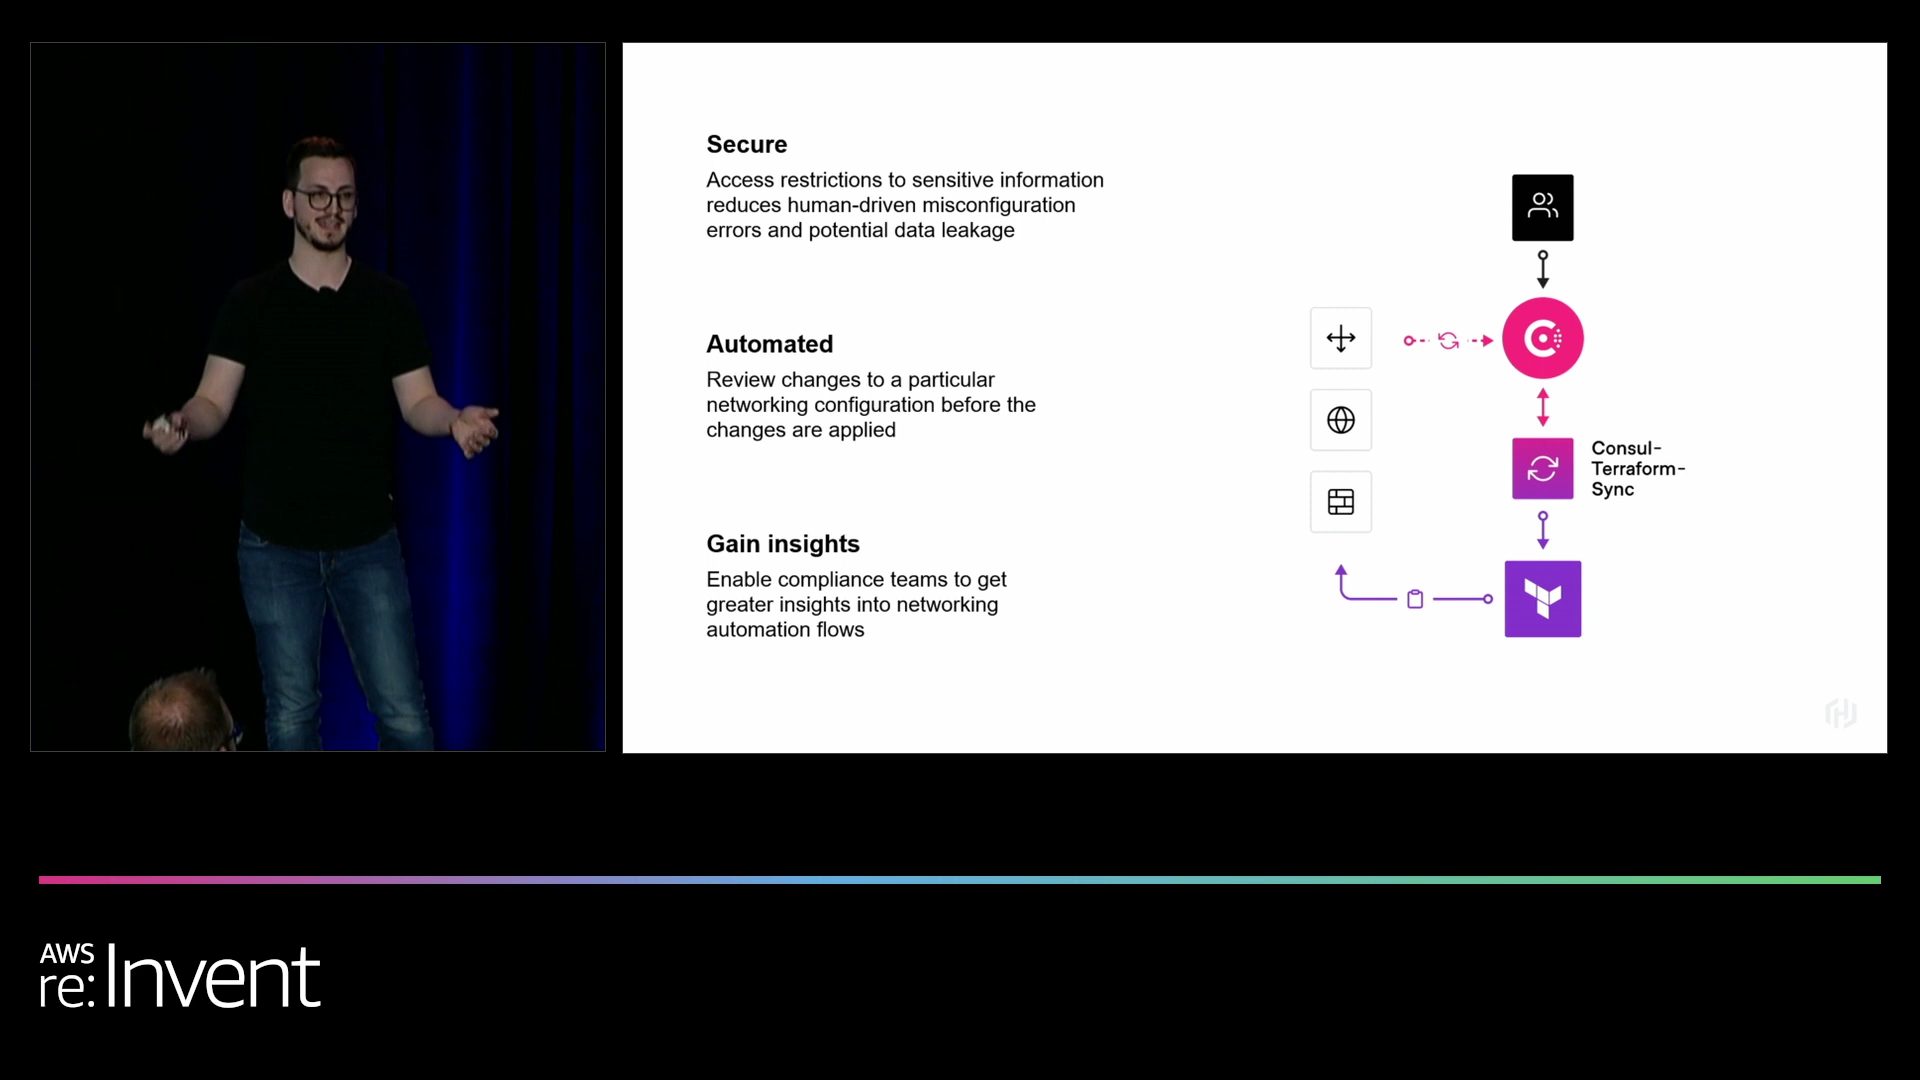 Secure
Access restrictions to sensitive information
reduces human-driven misconfiguration
errors and potential data leakage
Automated
Review changes to a particular
networking configuration before the
changes are applied
Gain insights
Enable compliance teams to get
greater insights into networking
automation flows
Consul-
Terraform-
Sync
AWS
re:Invent